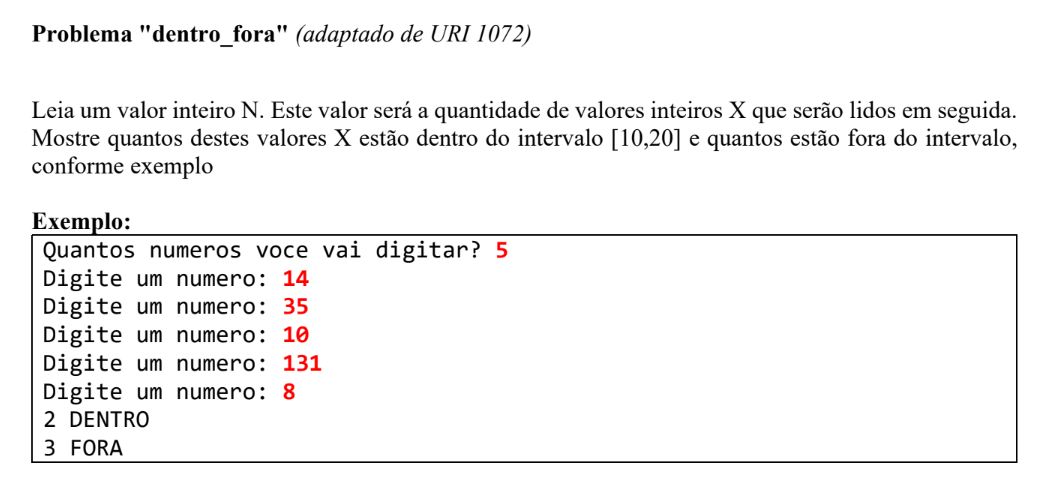 Problema "dentro_fora" (adaptado de URI 1072)
Leia um valor inteiro N. Este valor será a quantidade de valores inteiros X que serão lidos em seguida.
Mostre quantos destes valores X estão dentro do intervalo [10,20] e quantos estão fora do intervalo,
conforme exemplo
Exemplo:
Quantos numeros voce vai digitar? 5
Digite um numero: 14
Digite um numero: 35
Digite um numero: 10
Digite um numero: 131
Digite um numero: 8
2 DENTRO
3 FORA